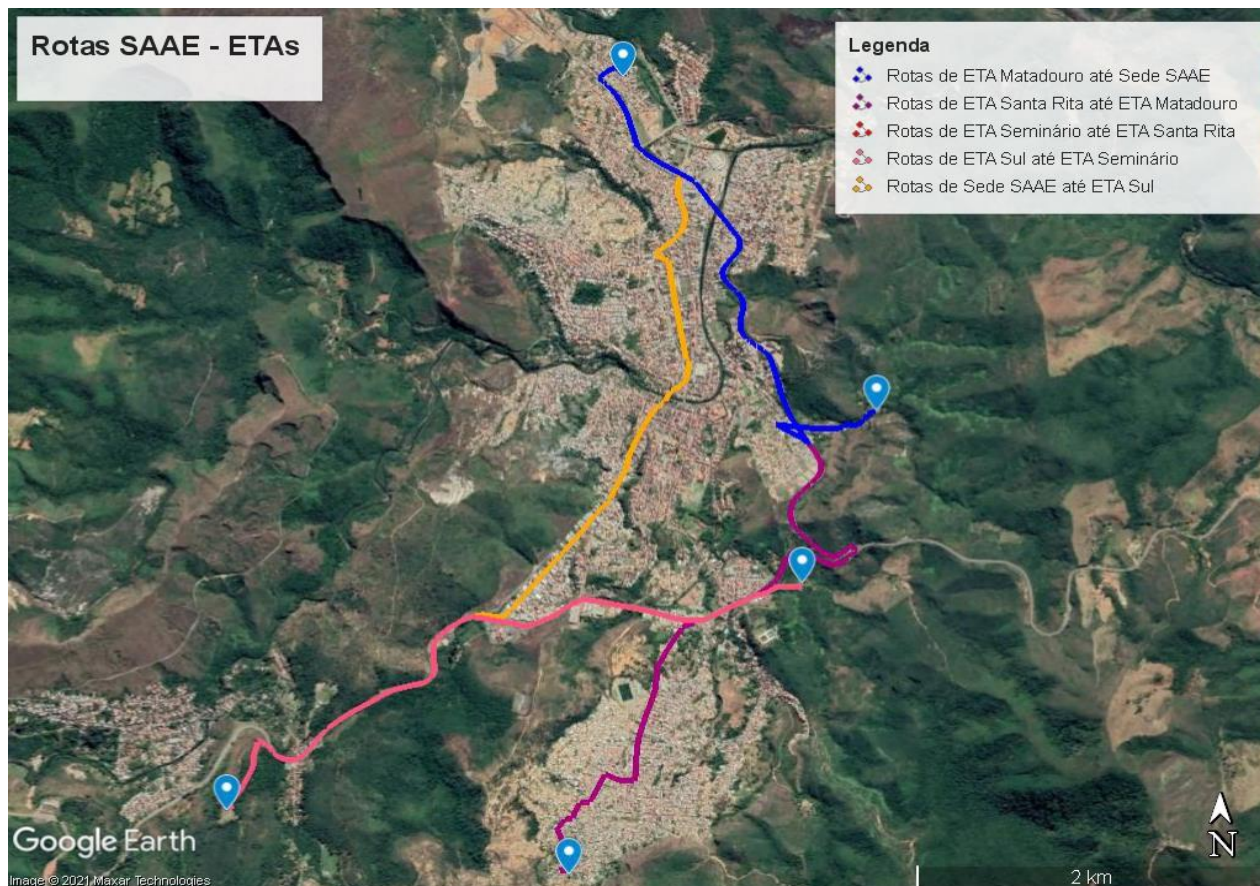 Rotas SAAE - ETAs
Legenda
Rotas de ETA Matadouro até Sede SAAE
Rotas de ETA Santa Rita até ETA Matadouro
Rotas de ETA Seminário até ETA Santa Rita
Rotas de ETA Sul até ETA Seminário
Rotas de Sede SAAE até ETA Sul
Google Earth
N
Image © 2021 Maxar Technologies
2 km